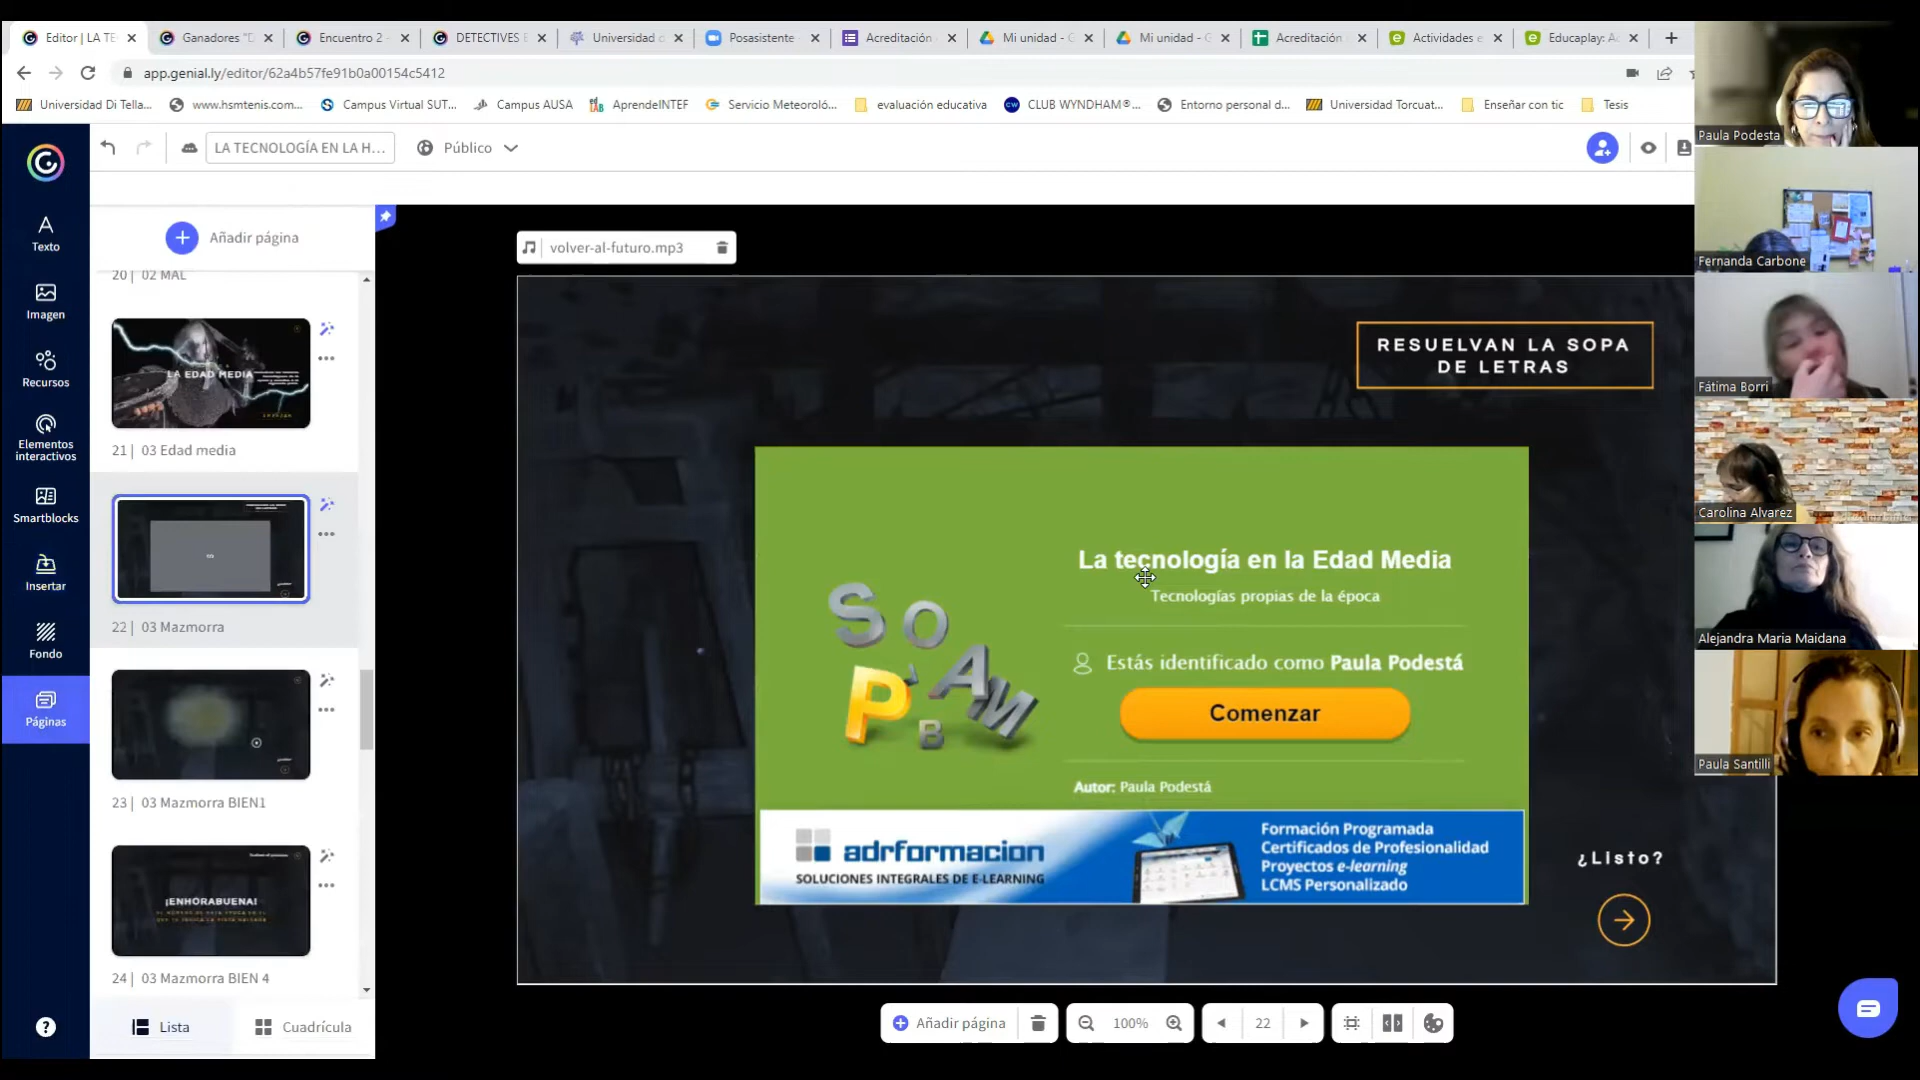 Editor | LA TE
Ganadores "D
Encuentro 2 -
DETECTIVES E
Universidad d
Posasistente
Acreditación
Mi unidad - G
Mi unidad - G
Acreditación
Actividades e
Educaplay: Ac
app.genial.ly/editor/62a4b57fe91b0a00154c5412
Universidad Di Tella...
www.hsmtenis.com...
Campus Virtual SUT...
Campus AUSA
AprendeINTEF
Servicio Meteoroló...
evaluación educativa
CLUB WYNDHAM®...
Entorno personal d...
Universidad Torcuat...
Enseñar con tic
Tesis
LA TECNOLOGÍA EN LA H...
Público
Texto
Imagen
Recursos
Elementos
interactivos
Smartblocks
Insertar
Fondo
Páginas
Añadir página
20 | 02 MAL
LA EDAD MEDIA
21 | 03 Edad media
22 | 03 Mazmorra
23 | 03 Mazmorra BIEN1
¡ENHORABUENA!
24 | 03 Mazmorra BIEN 4
Lista
Cuadrícula
volver-al-futuro.mp3
RESUELVAN LA SOPA
DE LETRAS
SOPA
La tecnología en la Edad Media
Tecnologías propias de la época
Estás identificado como Paula Podestá
Comenzar
Autor: Paula Podestá
adrformacion
SOLUCIONES INTEGRALES DE E-LEARNING
Formación Programada
Certificados de Profesionalidad
Proyectos e-learning
LCMS Personalizado
¿Listo?
Añadir página
100%
22
Paula Podesta
Fernanda Carbone
Fátima Borri
Carolina Alvarez
Alejandra Maria Maidana
Paula Santilli